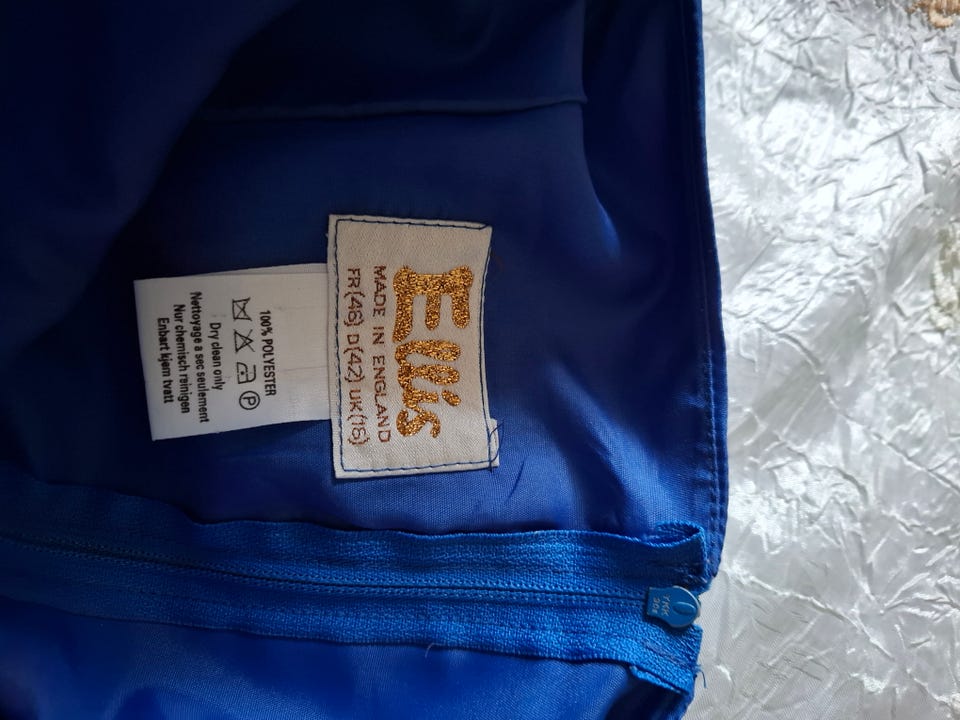 Ellis
MADE IN ENGLAND
FR(46) D(42) UK(16)
100% POLYESTER
P
Dry clean only
Nettoyage a sec seulement
Nur chemisch reinigen
Enbart kjem tvatt
YKK